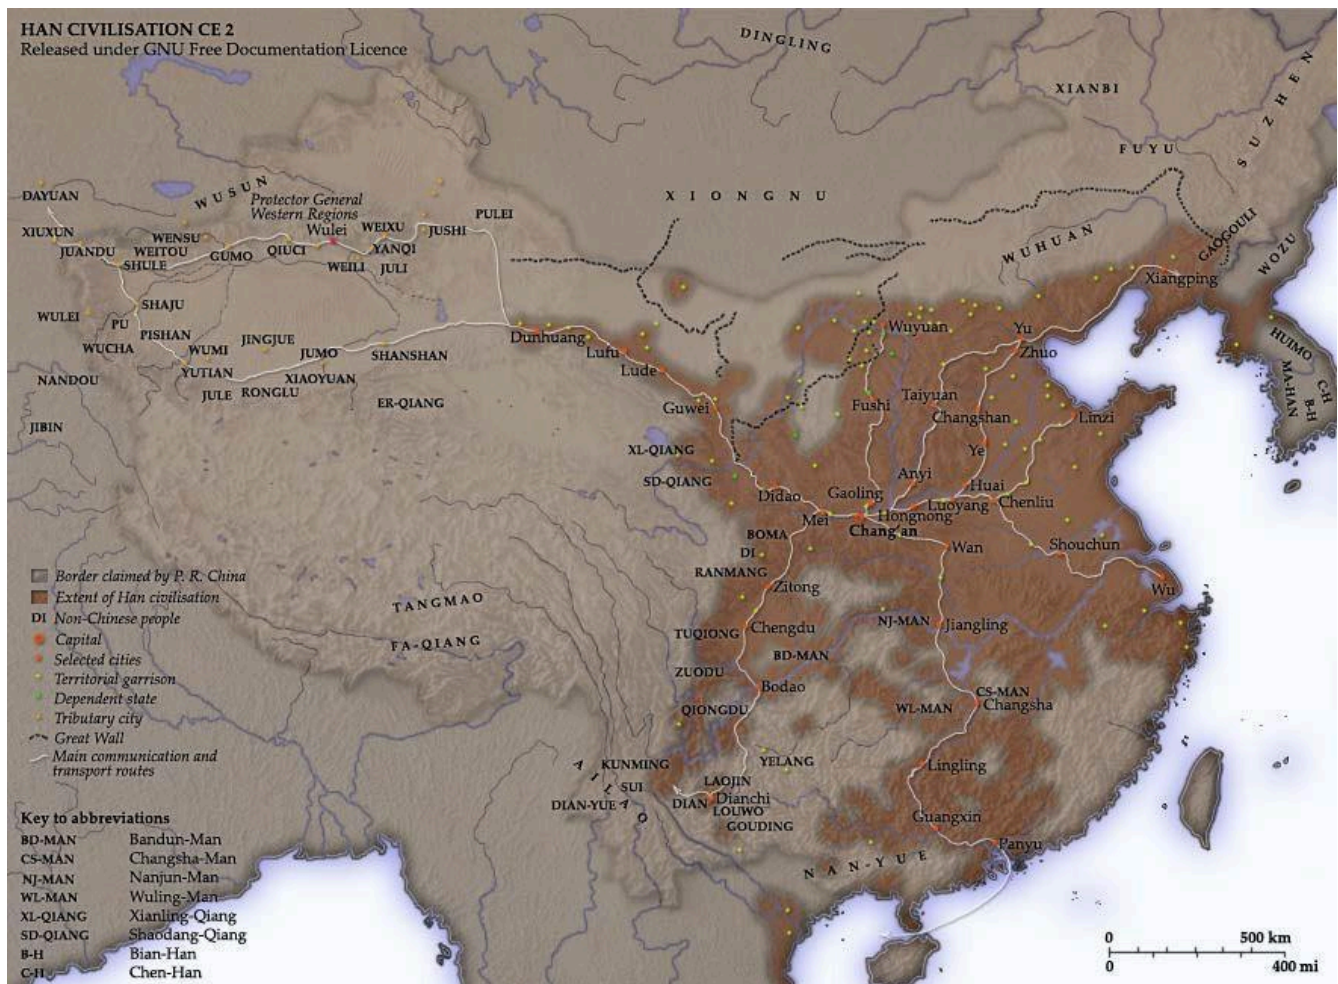 HAN CIVILISATION CE 2
Released under GNU Free Documentation Licence
DINGLING
XIANBI
SUZHEN
FUYU
XIONGNU
WUSUN
DAYUAN
Protector General
Western Regions
Wulei
PULEI
XIUXUN
JUANDU
WENSU
WEITOU
SHULE
GUMO
QIUCI
WEIXU
YANQI
JUSHI
WEILI
JULI
WUHUAN
GAOGOULI
WOZU
Xiangping
WULEI
SHAJU
PU
PISHAN
WUCHA
WUMI
JINGJUE
JUMO
SHANSHAN
YUTIAN
XIAOYUAN
NANDOU
JULE
RONGLU
ER-QIANG
JIBIN
Dunhuang
Lufu
Lude
Guwei
Wuyuan
Yu
Zhuo
HUIMO
MA-HAN
C-H
B-H
Fushi
Taiyuan
Changshan
Linzi
Ye
XL-QIANG
SD-QIANG
Didao
Anyi
Gaoling
Huai
Luoyang
Chenliu
Mei
Hongnong
Chang'an
BOMA
DI
RANMANG
Wan
Shouchun
Wu
Zitong
TANGMAO
FA-QIANG
TUQIONG
Chengdu
NJ-MAN
Jiangling
BD-MAN
ZUODU
Bodao
QIONGDU
CS-MAN
Changsha
WL-MAN
KUNMING
YELANG
Lingling
AILAO
SUI
LAOJIN
DIAN-YUE
DIAN
Dianchi
LOUWO
GOUDING
Guangxin
NAN-YUE
Panyu
Border claimed by P. R. China
Extent of Han civilisation
DI Non-Chinese people
Capital
Selected cities
Territorial garrison
Dependent state
Tributary city
Great Wall
Main communication and
transport routes
Key to abbreviations
BD-MAN Bandun-Man
CS-MAN Changsha-Man
NJ-MAN Nanjun-Man
WL-MAN Wuling-Man
XL-QIANG Xianling-Qiang
SD-QIANG Shaodang-Qiang
B-H Bian-Han
C-H Chen-Han
0 500 km
0 400 mi